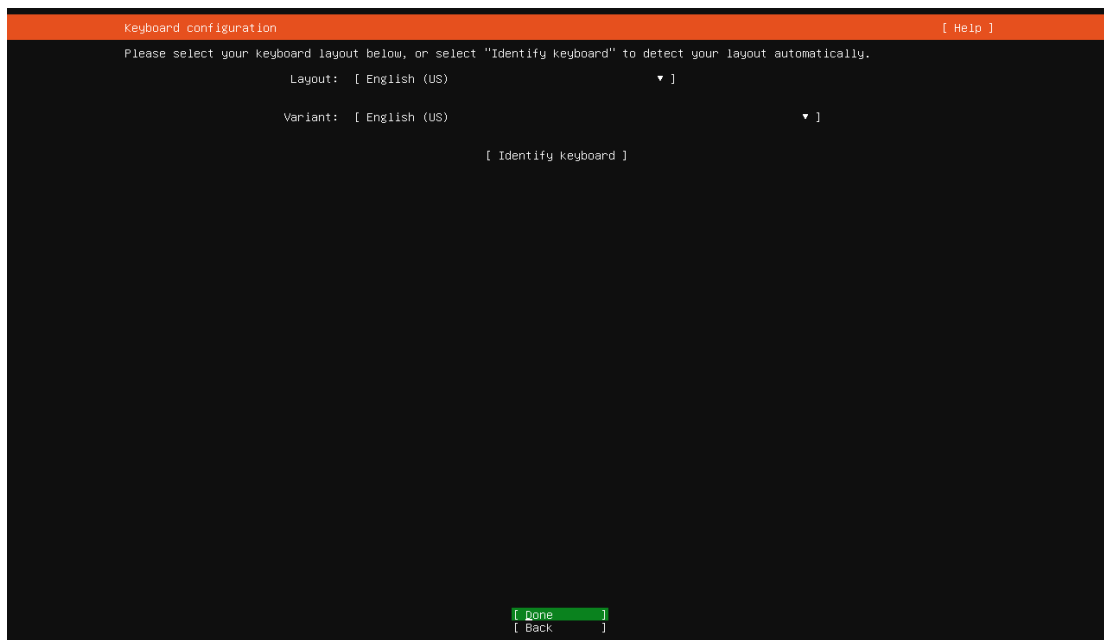 Keyboard configuration [ Help ]
Please select your keyboard layout below, or select "Identify keyboard" to detect your layout automatically.
Layout: [ English (US) ▾ ]
Variant: [ English (US) ▾ ]
[ Identify keyboard ]
[ Done ]
[ Back ]